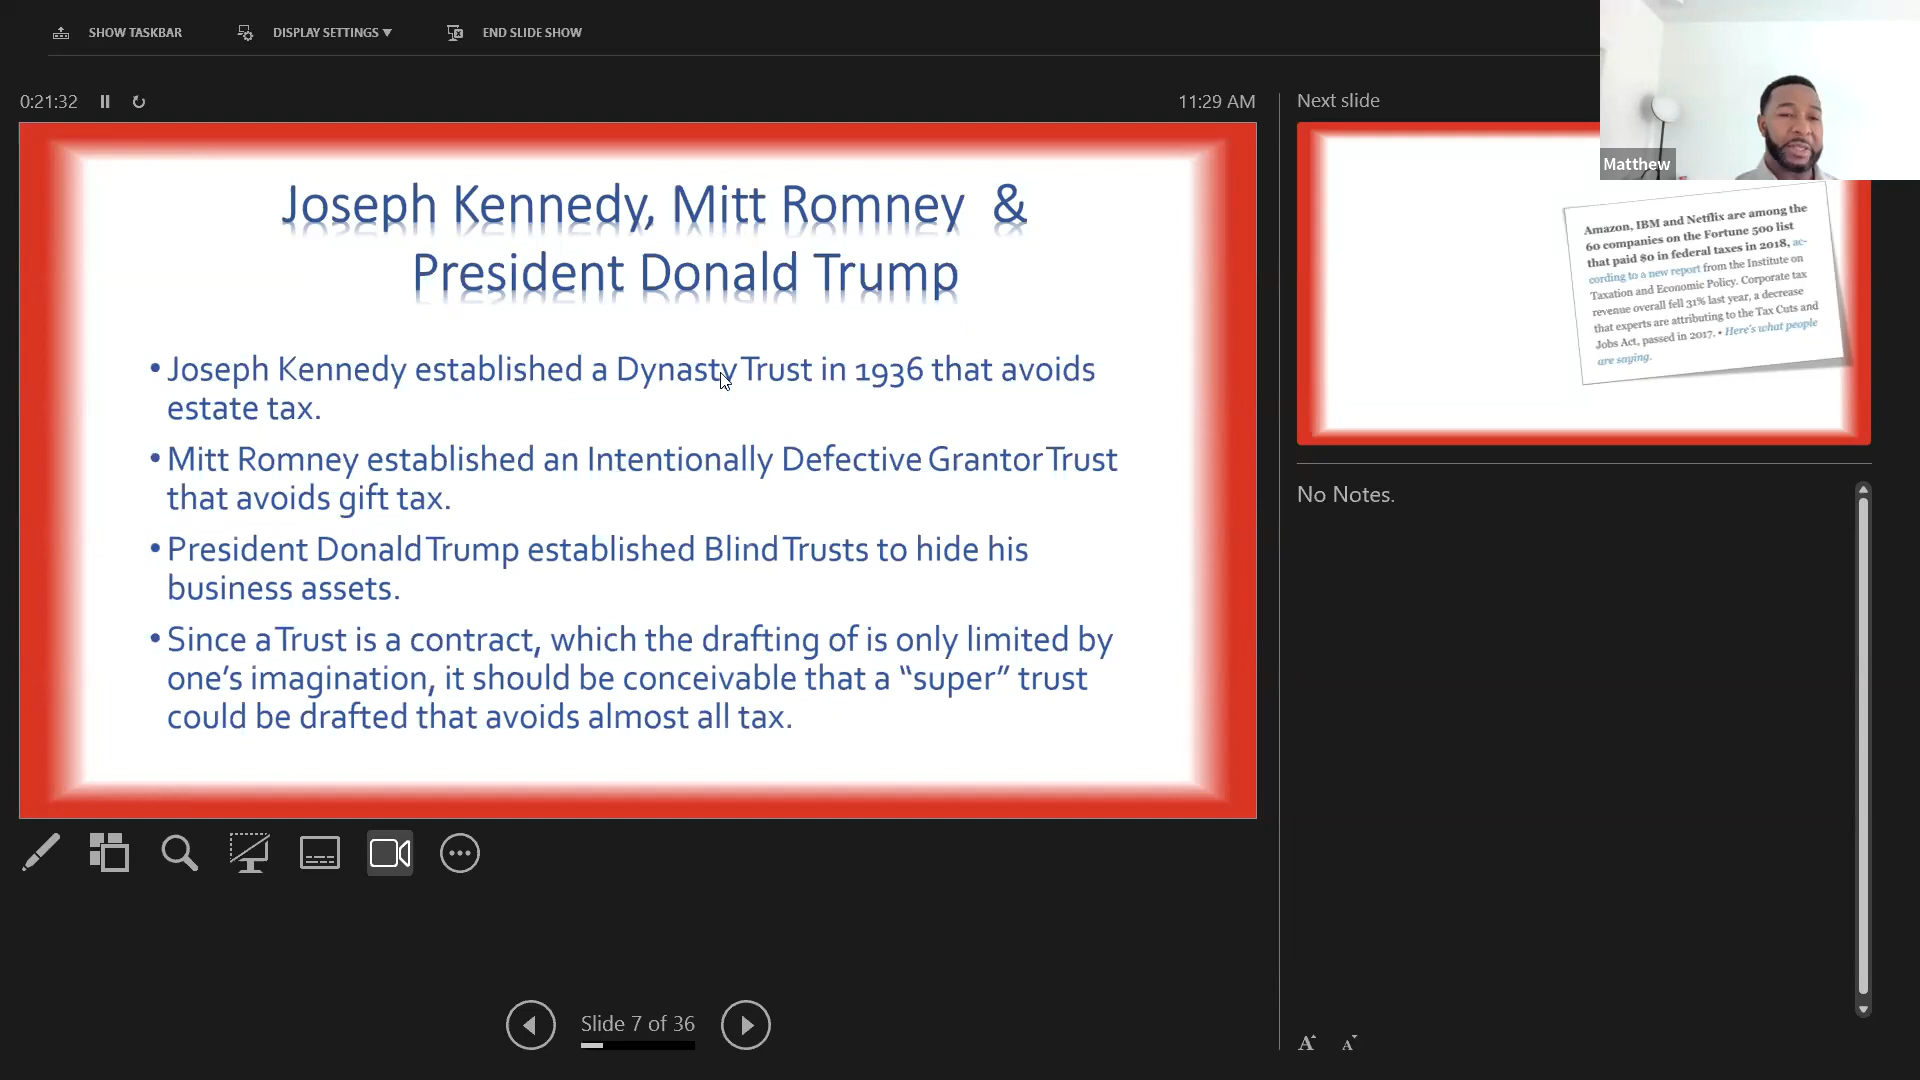 SHOW TASKBAR
DISPLAY SETTINGS ▼
END SLIDE SHOW
0:21:32
11:29 AM
Joseph Kennedy, Mitt Romney &
President Donald Trump
• Joseph Kennedy established a Dynasty Trust in 1936 that avoids
estate tax.
• Mitt Romney established an Intentionally Defective Grantor Trust
that avoids gift tax.
• President Donald Trump established Blind Trusts to hide his
business assets.
• Since a Trust is a contract, which the drafting of is only limited by
one's imagination, it should be conceivable that a “super” trust
could be drafted that avoids almost all tax.
Slide 7 of 36
Next slide
Matthew
Amazon, IBM and Netflix are among the
60 companies on the Fortune 500 list
that paid $0 in federal taxes in 2018, ac-
cording to a new report from the Institute on
Taxation and Economic Policy. Corporate tax
revenue overall fell 31% last year, a decrease
that experts are attributing to the Tax Cuts and
Jobs Act, passed in 2017. • Here's what people
are saying.
No Notes.
A A